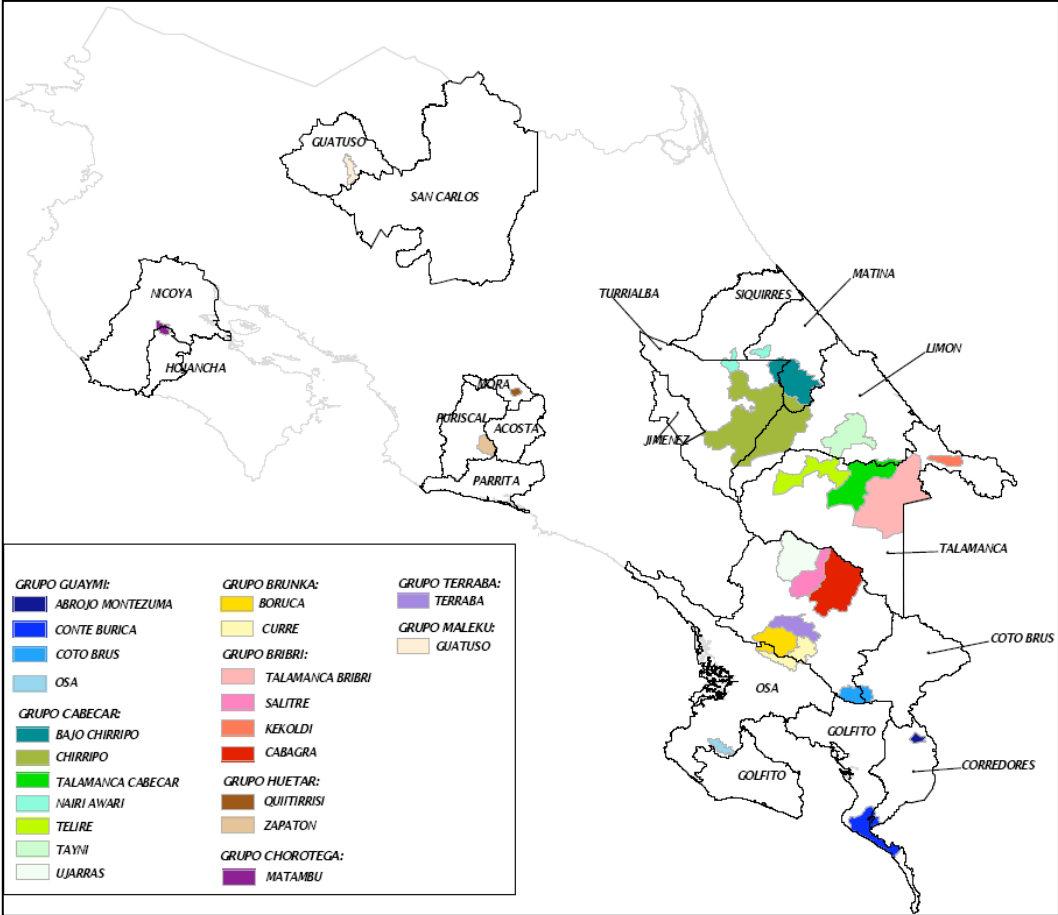 GUATUSO
SAN CARLOS
MATINA
SIQUIRRES
TURRIALBA
NICOYA
LIMON
HOJANCHA
MORA
PURISCAL
ACOSTA
JIMENEZ
PARRITA
TALAMANCA
COTO BRUS
OSA
GOLFITO
CORREDORES
GOLFITO
GRUPO GUAYMI:
ABROJO MONTEZUMA
CONTE BURICA
COTO BRUS
OSA
GRUPO CABECAR:
BAJO CHIRRIPO
CHIRRIPO
TALAMANCA CABECAR
NAIRI AWARI
TELIRE
TAYNI
UJARRAS
GRUPO BRUNKA:
BORUCA
CURRE
GRUPO BRIBRI:
TALAMANCA BRIBRI
SALITRE
KEKOLDI
CABAGRA
GRUPO HUETAR:
QUITIRRISI
ZAPATON
GRUPO CHOROTEGA:
MATAMBU
GRUPO TERRABA:
TERRABA
GRUPO MALEKU:
GUATUSO